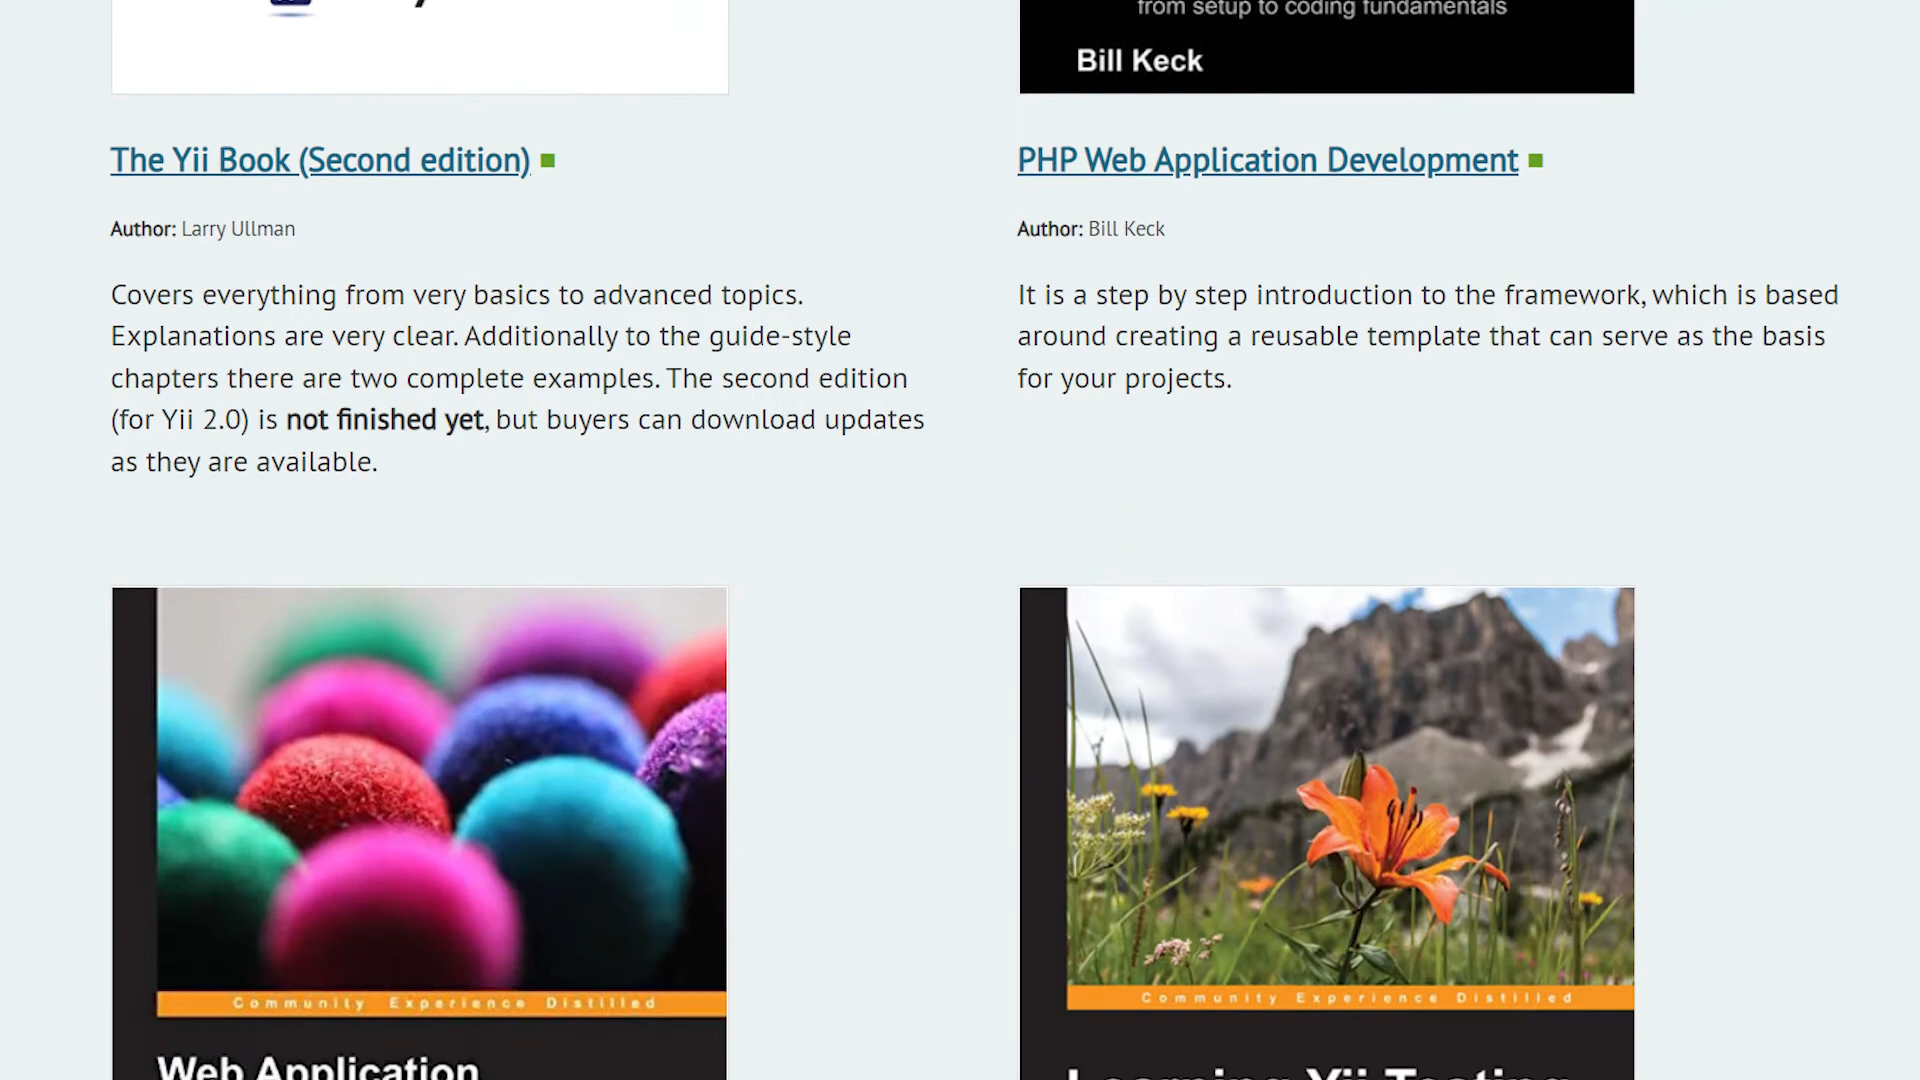 from setup to coding fundamentals
Bill Keck
The Yii Book (Second edition)
Author: Larry Ullman
Covers everything from very basics to advanced topics.
Explanations are very clear. Additionally to the guide-style
chapters there are two complete examples. The second edition
(for Yii 2.0) is not finished yet, but buyers can download updates
as they are available.
PHP Web Application Development
Author: Bill Keck
It is a step by step introduction to the framework, which is based
around creating a reusable template that can serve as the basis
for your projects.
Community Experience Distilled
Web Application
Community Experience Distilled
Learning Yii Testing